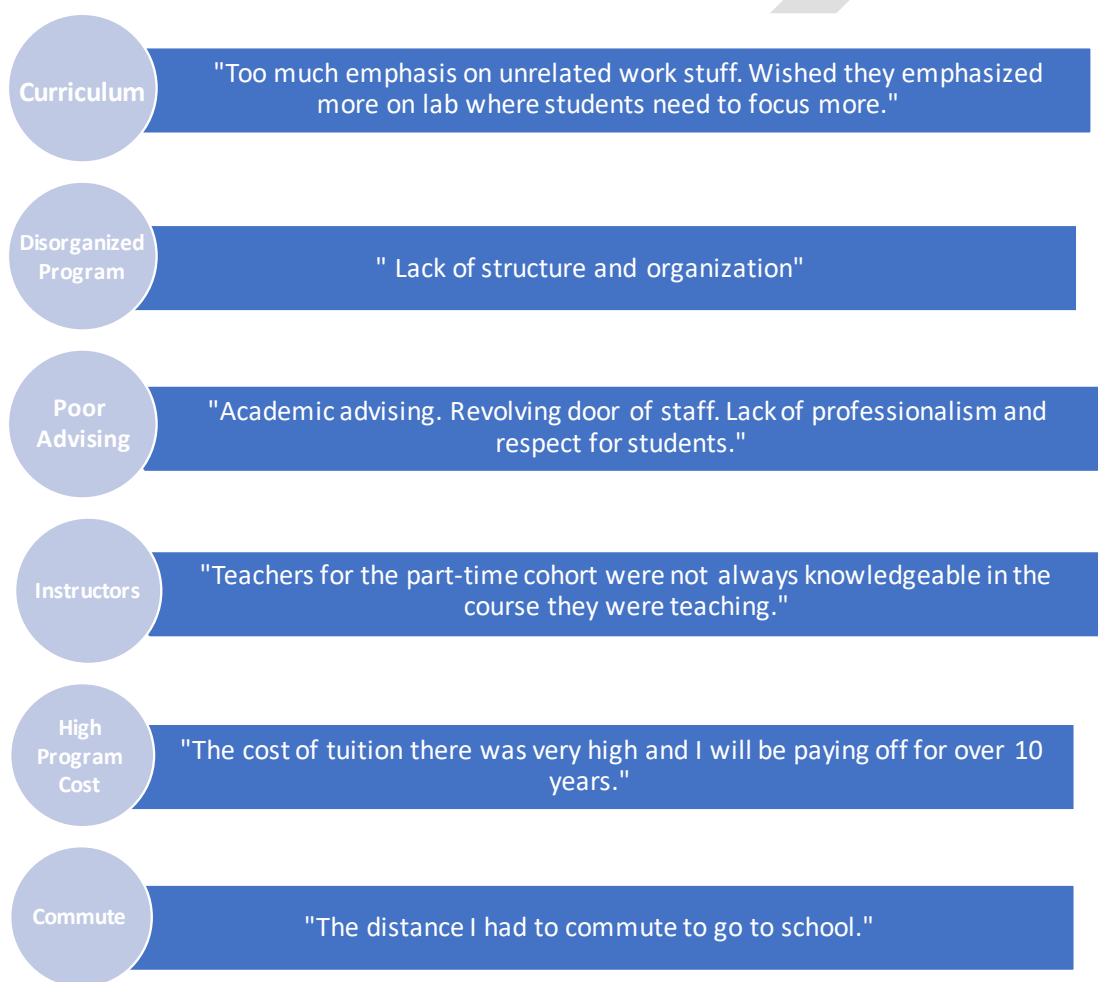 Curriculum
"Too much emphasis on unrelated work stuff. Wished they emphasized
more on lab where students need to focus more."
Disorganized
Program
" Lack of structure and organization"
Poor
Advising
"Academic advising. Revolving door of staff. Lack of professionalism and
respect for students."
Instructors
"Teachers for the part-time cohort were not always knowledgeable in the
course they were teaching."
High
Program
Cost
"The cost of tuition there was very high and I will be paying off for over 10
years."
Commute
"The distance I had to commute to go to school."